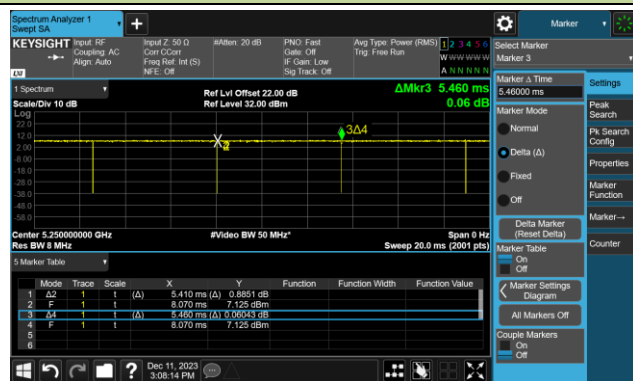 Spectrum Analyzer 1
Swept SA
KEYSIGHT
Input: RF
Coupling: AC
Align: Auto
Input Z: 50 Ω
Corr CCorr
Freq Ref: Int (S)
NFE: Off
#Atten: 20 dB
PNO: Fast
Gate: Off
IF Gain: Low
Sig Track: Off
Avg Type: Power (RMS)
Trig: Free Run
1 2 3 4 5 6
W W W W W W
A N N N N N
LXI
1 Spectrum
Scale/Div 10 dB
Ref Lvl Offset 22.00 dB
Ref Level 32.00 dBm
ΔMkr3 5.460 ms
0.06 dB
Log
22.0
12.0
2.00
-8.00
-18.0
-28.0
-38.0
-48.0
-58.0
3Δ4
Center 5.250000000 GHz
Res BW 8 MHz
#Video BW 50 MHz*
Span 0 Hz
Sweep 20.0 ms (2001 pts)
5 Marker Table
Mode Trace Scale X Y Function Function Width Function Value
1 Δ2 1 t (Δ) 5.410 ms (Δ) 0.8851 dB
2 F 1 t 8.070 ms 7.125 dBm
3 Δ4 1 t (Δ) 5.460 ms (Δ) 0.06043 dB
4 F 1 t 8.070 ms 7.125 dBm
5
6
Dec 11, 2023
3:08:14 PM
Marker
Select Marker
Marker 3
Marker Δ Time
5.46000 ms
Marker Mode
Normal
Delta (Δ)
Fixed
Off
Delta Marker
(Reset Delta)
Marker Table
On
Off
Marker Settings
Diagram
All Markers Off
Couple Markers
On
Off
Settings
Peak
Search
Pk Search
Config
Properties
Marker
Function
Marker→
Counter